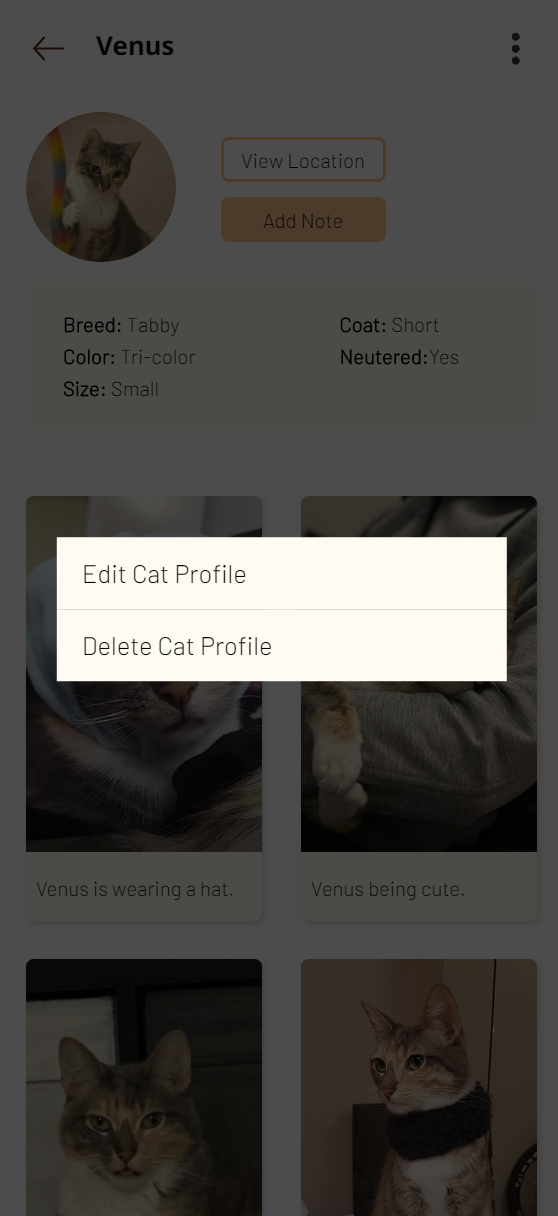 Venus
View Location
Add Note
Breed: Tabby
Coat: Short
Color: Tri-color
Neutered:Yes
Size: Small
Edit Cat Profile
Delete Cat Profile
Venus is wearing a hat.
Venus being cute.